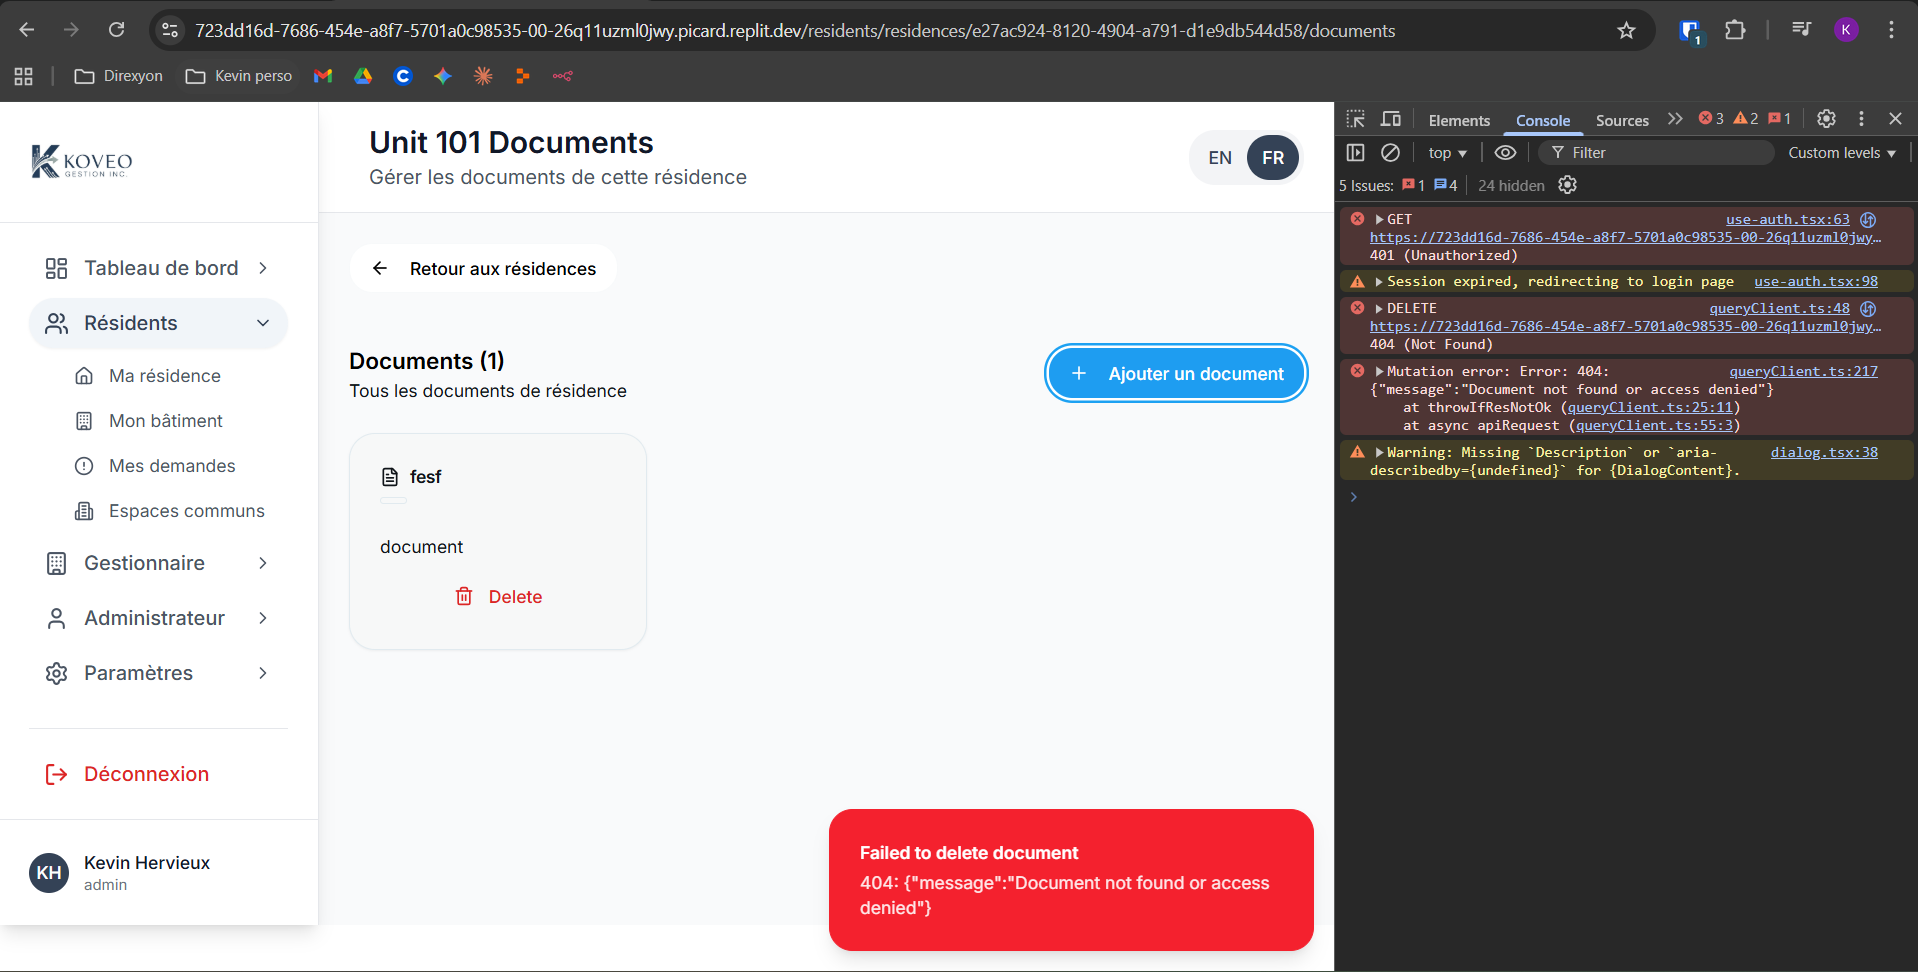 723dd16d-7686-454e-a8f7-5701a0c98535-00-26q11uzml0jwy.picard.replit.dev/residents/residences/e27ac924-8120-4904-a791-d1e9db544d58/documents
1
K
Direxyon
Kevin perso
KOVEO
GESTION INC.
Tableau de bord
Résidents
Ma résidence
Mon bâtiment
Mes demandes
Espaces communs
Gestionnaire
Administrateur
Paramètres
Déconnexion
KH
Kevin Hervieux
admin
Unit 101 Documents
Gérer les documents de cette résidence
EN
FR
Retour aux résidences
Documents (1)
Tous les documents de résidence
Ajouter un document
fesf
document
Delete
Failed to delete document
404: {"message":"Document not found or access
denied"}
Elements
Console
Sources
3
2
1
top
Filter
Custom levels
5 Issues:
1
4
24 hidden
GET use-auth.tsx:63
https://723dd16d-7686-454e-a8f7-5701a0c98535-00-26q11uzml0jwy…
401 (Unauthorized)
Session expired, redirecting to login page use-auth.tsx:98
DELETE queryClient.ts:48
https://723dd16d-7686-454e-a8f7-5701a0c98535-00-26q11uzml0jwy…
404 (Not Found)
Mutation error: Error: 404: queryClient.ts:217
{"message":"Document not found or access denied"}
at throwIfResNotOk (queryClient.ts:25:11)
at async apiRequest (queryClient.ts:55:3)
Warning: Missing `Description` or `aria- dialog.tsx:38
describedby={undefined}` for {DialogContent}.